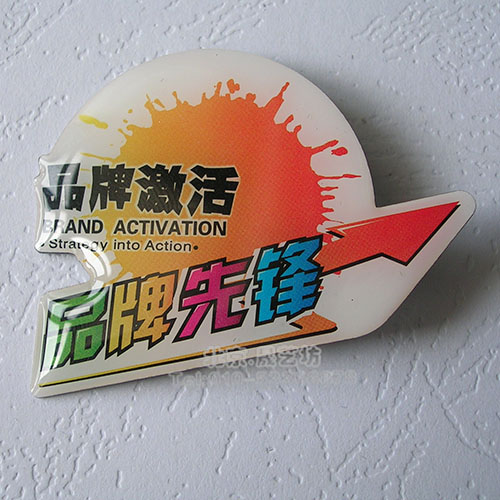 品牌激活
BRAND ACTIVATION
•Strategy into Action•
品牌先锋